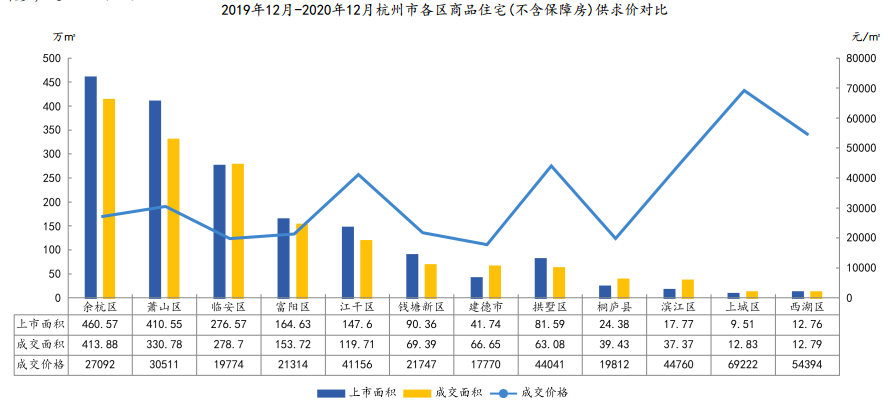 2019年12月-2020年12月杭州市各区商品住宅(不含保障房)供求价对比
万㎡ 元/㎡
500 80000
450 70000
400 60000
350 50000
300 40000
250 30000
200 20000
150 10000
100 0
50
0
余杭区 萧山区 临安区 富阳区 江干区 钱塘新区 建德市 拱墅区 桐庐县 滨江区 上城区 西湖区
上市面积 460.57 410.55 276.57 164.63 147.6 90.36 41.74 81.59 24.38 17.77 9.51 12.76
成交面积 413.88 330.78 278.7 153.72 119.71 69.39 66.65 63.08 39.43 37.37 12.83 12.79
成交价格 27092 30511 19774 21314 41156 21747 17770 44041 19812 44760 69222 54394
上市面积 成交面积 成交价格